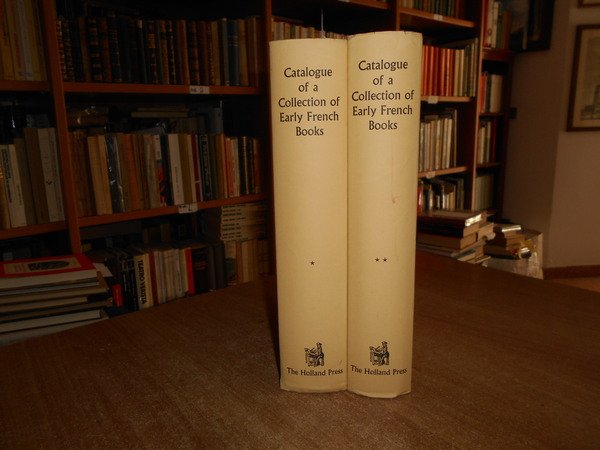 Catalogue
of a
Collection of
Early French
Books
*
The Holland Press
Catalogue
of a
Collection of
Early French
Books
* *
The Holland Press